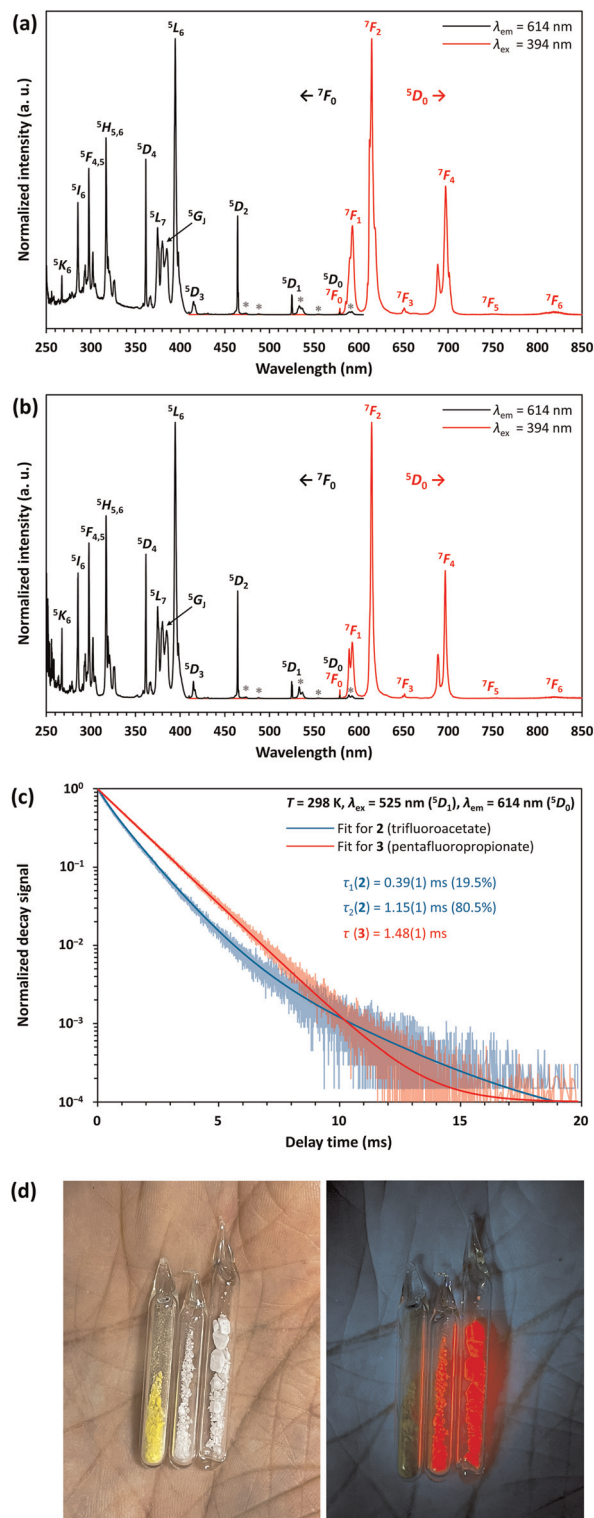 (a)
⁵L₆
λₑₘ = 614 nm
⁷F₂
λₑₓ = 394 nm
← ⁷F₀
⁵D₀ →
⁵H₅,₆
⁵F₄,₅
⁵D₄
⁵I₆
⁵L₇
⁵G_J
⁵D₂
⁷F₁
⁷F₄
⁵K₆
⁵D₃
* *
⁵D₁
*
*
⁵D₀
⁷F₀
*
⁷F₃
⁷F₅
⁷F₆
Normalized intensity (a. u.)
250 300 350 400 450 500 550 600 650 700 750 800 850
Wavelength (nm)
(b)
⁵L₆
λₑₘ = 614 nm
⁷F₂
λₑₓ = 394 nm
← ⁷F₀
⁵D₀ →
⁵H₅,₆
⁵F₄,₅
⁵D₄
⁵I₆
⁵L₇
⁵G_J
⁵D₂
⁷F₁
⁷F₄
⁵K₆
⁵D₃
* *
⁵D₁
*
*
⁵D₀
⁷F₀
*
⁷F₃
⁷F₅
⁷F₆
Normalized intensity (a. u.)
250 300 350 400 450 500 550 600 650 700 750 800 850
Wavelength (nm)
(c)
T = 298 K, λₑₓ = 525 nm (⁵D₁), λₑₘ = 614 nm (⁵D₀)
Fit for 2 (trifluoroacetate)
Fit for 3 (pentafluoropropionate)
τ₁(2) = 0.39(1) ms (19.5%)
τ₂(2) = 1.15(1) ms (80.5%)
τ (3) = 1.48(1) ms
10⁰
10⁻¹
10⁻²
10⁻³
10⁻⁴
Normalized decay signal
0 5 10 15 20
Delay time (ms)
(d)